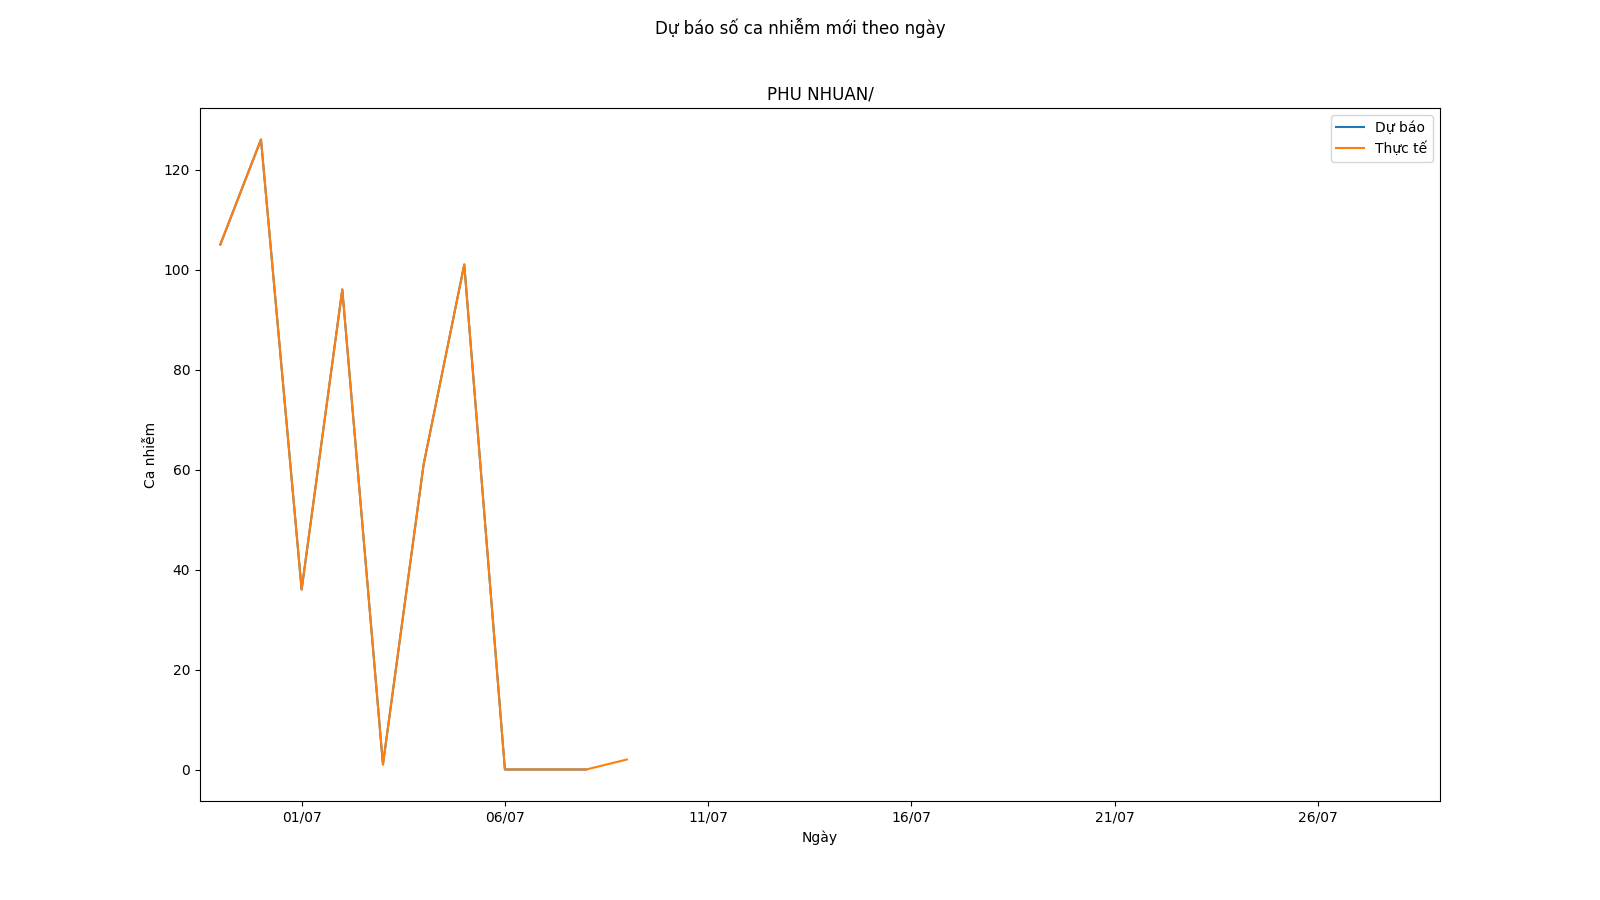 Dự báo số ca nhiễm mới theo ngày
PHU NHUAN/
Dự báo
Thực tế
120
100
80
60
40
20
0
Ca nhiễm
01/07
06/07
11/07
16/07
21/07
26/07
Ngày